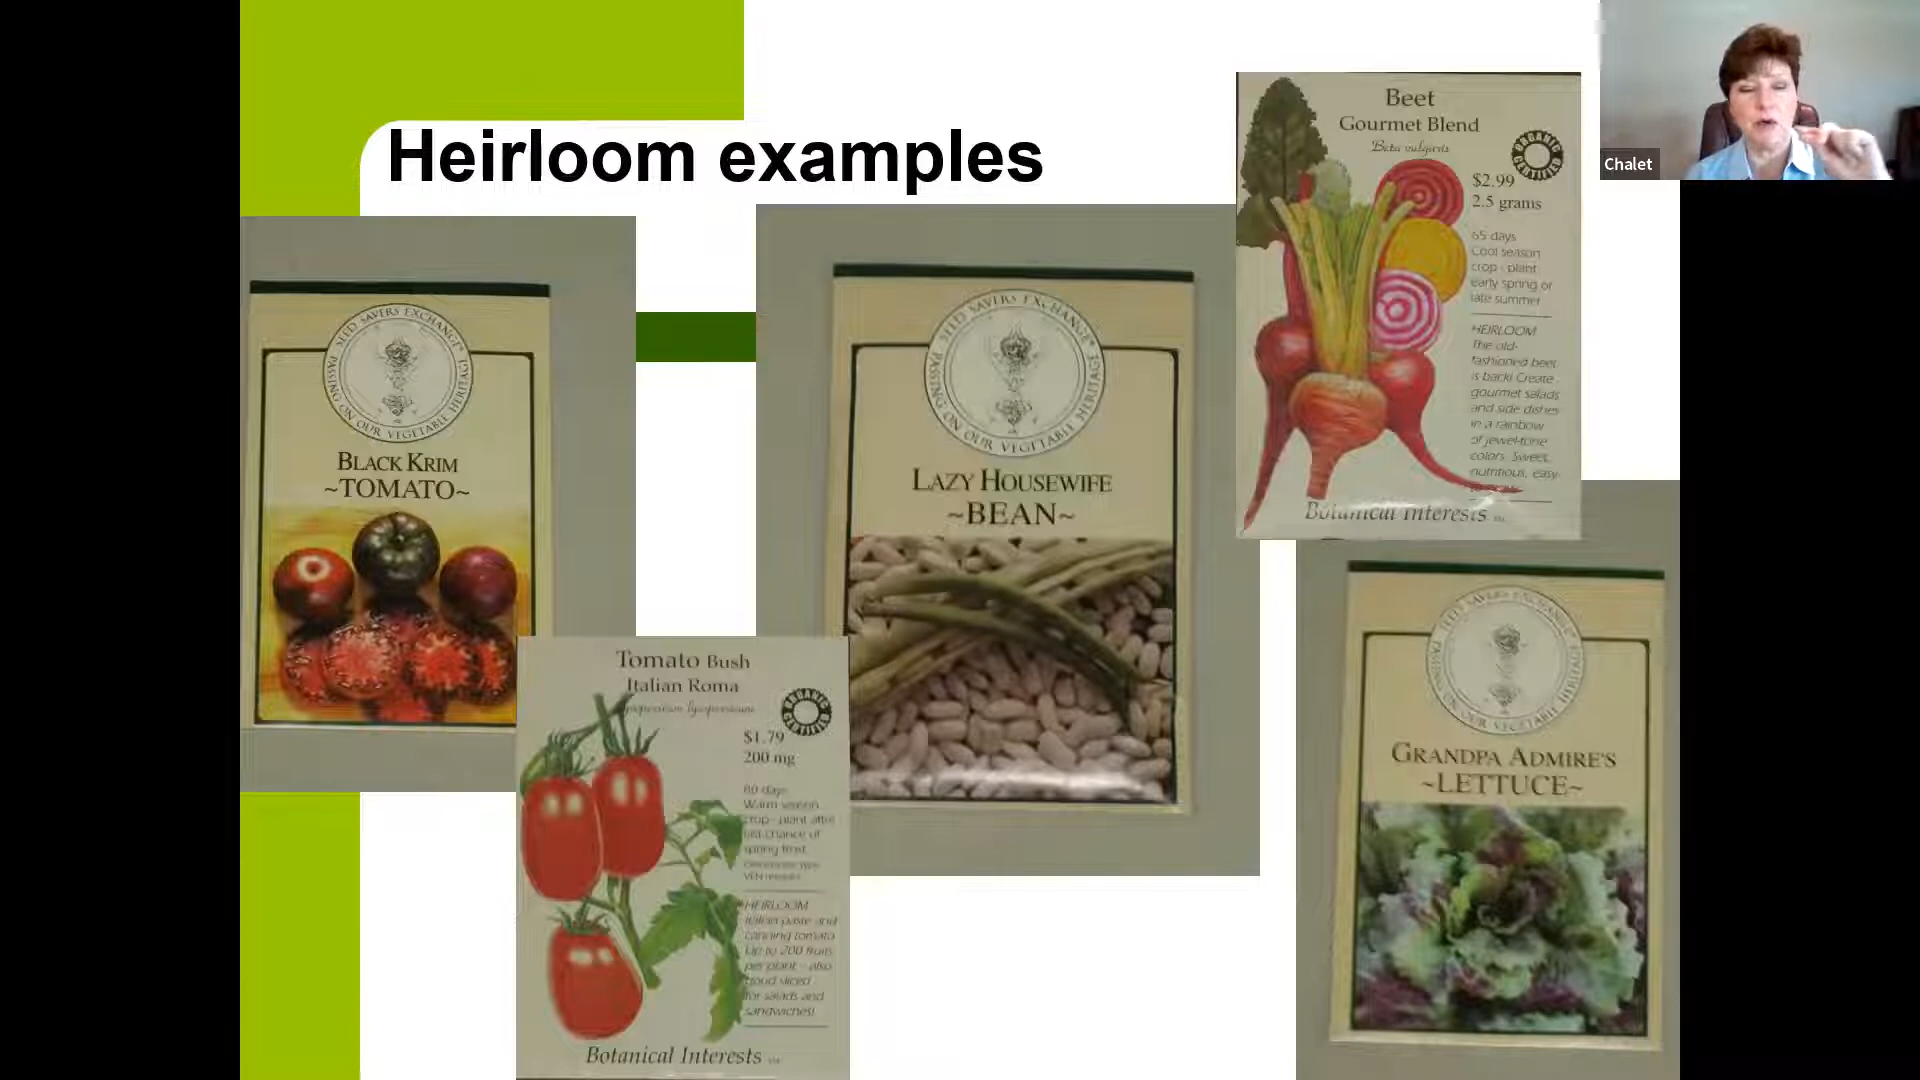 Heirloom examples
Chalet
SEED SAVERS EXCHANGE
PASSING ON OUR VEGETABLE HERITAGE
BLACK KRIM
~TOMATO~
Tomato Bush
Italian Roma
ORGANIC
CERTIFIED
$1.79
200 mg
80 days
Warm season
crop - plant after
last chance of
spring frost
HEIRLOOM
Italian paste and
canning tomato
Up to 200 fruits
per plant - also
good sliced
for salads and
sandwiches!
Botanical Interests
SEED SAVERS EXCHANGE
PASSING ON OUR VEGETABLE HERITAGE
LAZY HOUSEWIFE
~BEAN~
Beet
Gourmet Blend
Beta vulgaris
ORGANIC
CERTIFIED
$2.99
2.5 grams
65 days
Cool season
crop - plant
early spring or
late summer
HEIRLOOM
The old-
fashioned beet
is back! Create
gourmet salads
and side dishes
in a rainbow
of jewel-tone
colors. Sweet,
nutritious, easy
Botanical Interests
SEED SAVERS EXCHANGE
PASSING ON OUR VEGETABLE HERITAGE
GRANDPA ADMIRE'S
~LETTUCE~